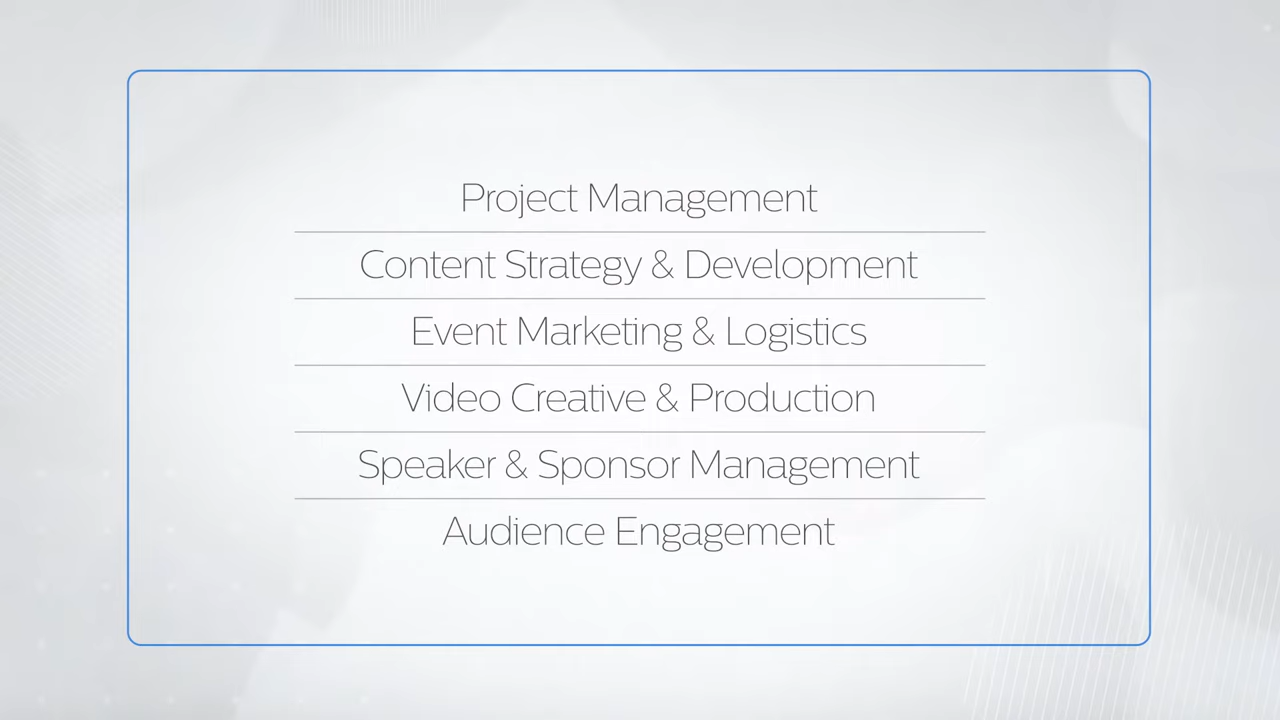 Project Management
Content Strategy & Development
Event Marketing & Logistics
Video Creative & Production
Speaker & Sponsor Management
Audience Engagement